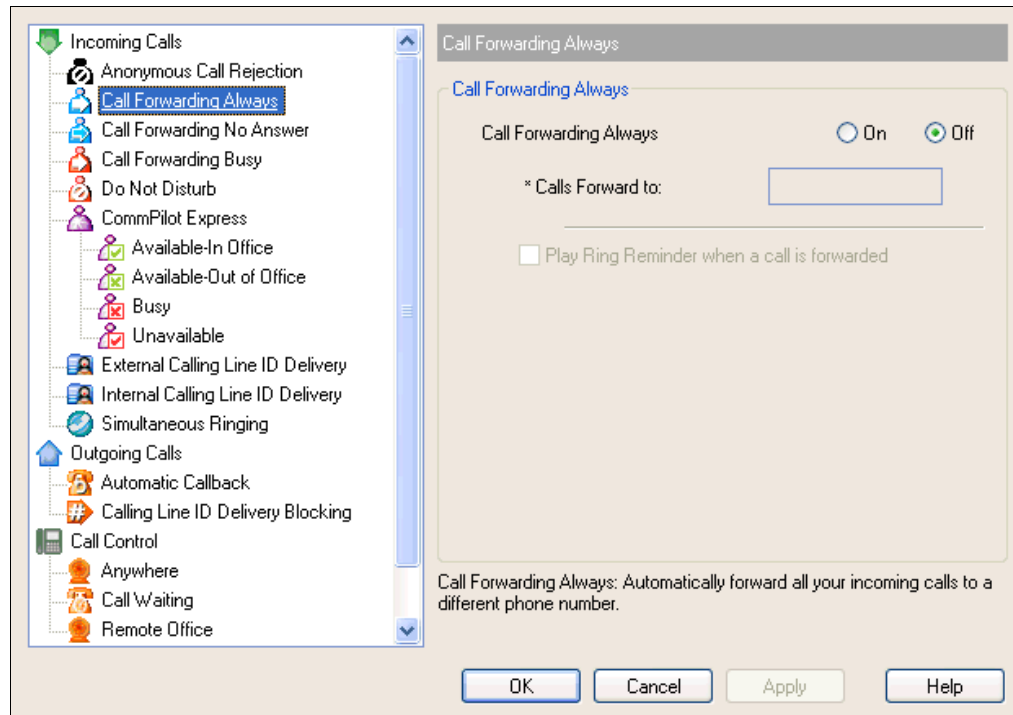 Incoming Calls
Anonymous Call Rejection
Call Forwarding Always
Call Forwarding No Answer
Call Forwarding Busy
Do Not Disturb
CommPilot Express
Available-In Office
Available-Out of Office
Busy
Unavailable
External Calling Line ID Delivery
Internal Calling Line ID Delivery
Simultaneous Ringing
Outgoing Calls
Automatic Callback
Calling Line ID Delivery Blocking
Call Control
Anywhere
Call Waiting
Remote Office
Call Forwarding Always
Call Forwarding Always
Call Forwarding Always On Off
* Calls Forward to:
Play Ring Reminder when a call is forwarded
Call Forwarding Always: Automatically forward all your incoming calls to a
different phone number.
OK Cancel Apply Help